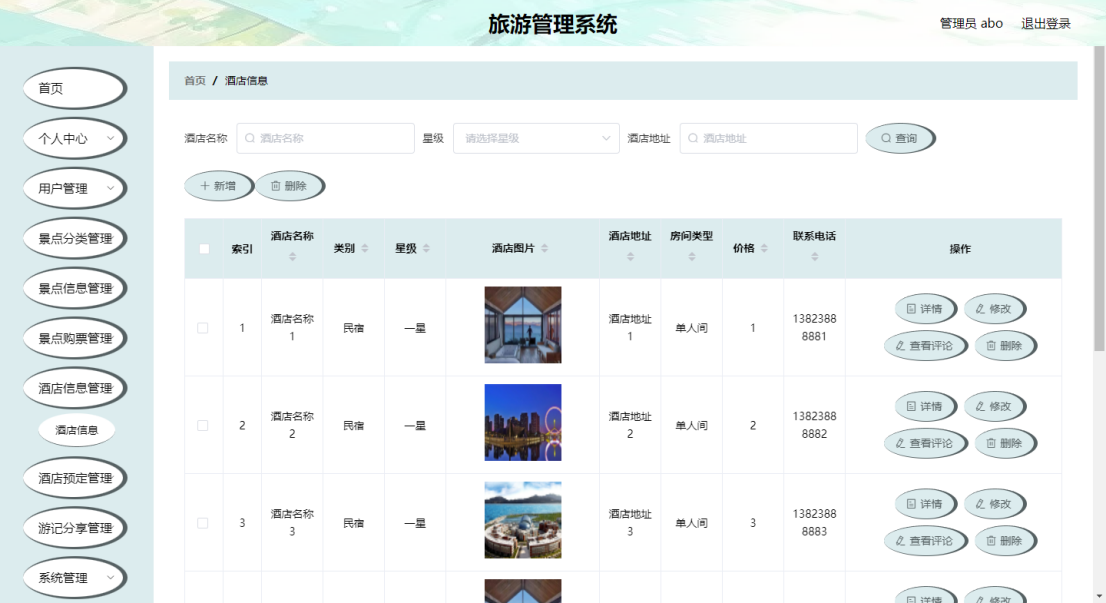 旅游管理系统
管理员 abo 退出登录
首页
个人中心
用户管理
景点分类管理
景点信息管理
景点购票管理
酒店信息管理
酒店信息
酒店预定管理
游记分享管理
系统管理
首页 / 酒店信息
酒店名称 酒店名称 星级 请选择星级 酒店地址 酒店地址 查询
新增 删除
索引 酒店名称 类别 星级 酒店图片 酒店地址 房间类型 价格 联系电话 操作
1 酒店名称1 民宿 一星 酒店地址1 单人间 1 13823888881 详情 修改
查看评论 删除
2 酒店名称2 民宿 一星 酒店地址2 单人间 2 13823888882 详情 修改
查看评论 删除
3 酒店名称3 民宿 一星 酒店地址3 单人间 3 13823888883 详情 修改
查看评论 删除
详情 修改